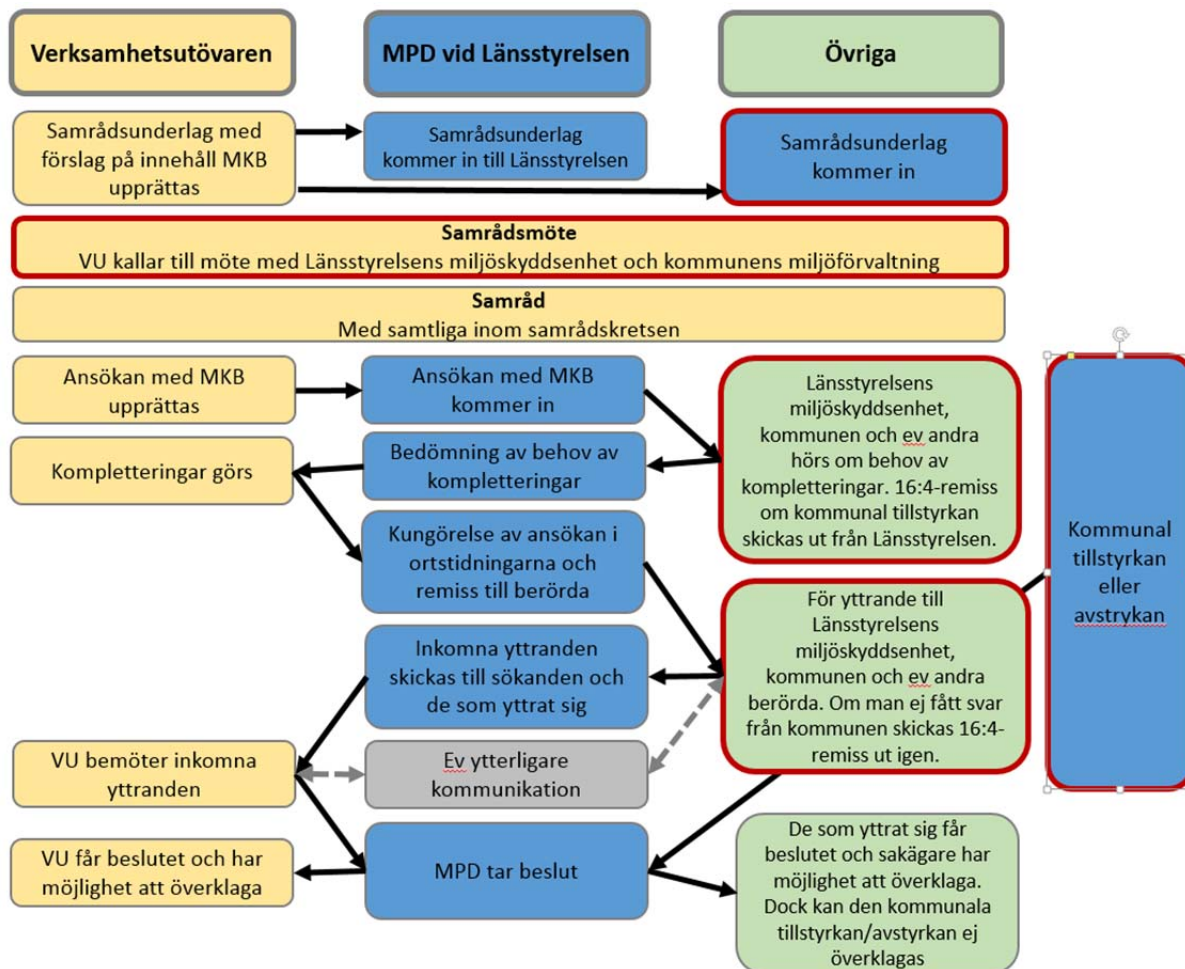 Verksamhetsutövaren
MPD vid Länsstyrelsen
Övriga
Samrådsunderlag med
förslag på innehåll MKB
upprättas
Samrådsunderlag
kommer in till Länsstyrelsen
Samrådsunderlag
kommer in
Samrådsmöte
VU kallar till möte med Länsstyrelsens miljöskyddsenhet och kommunens miljöförvaltning
Samråd
Med samtliga inom samrådskretsen
Ansökan med MKB
upprättas
Ansökan med MKB
kommer in
Länsstyrelsens
miljöskyddsenhet,
kommunen och ev andra
hörs om behov av
kompletteringar. 16:4-remiss
om kommunal tillstyrkan
skickas ut från Länsstyrelsen.
Kommunal
tillstyrkan
eller
avstrykan
Kompletteringar görs
Bedömning av behov av
kompletteringar
Kungörelse av ansökan i
ortstidningarna och
remiss till berörda
För yttrande till
Länsstyrelsens
miljöskyddsenhet,
kommunen och ev andra
berörda. Om man ej fått svar
från kommunen skickas 16:4-
remiss ut igen.
Inkomna yttranden
skickas till sökanden och
de som yttrat sig
VU bemöter inkomna
yttranden
Ev ytterligare
kommunikation
VU får beslutet och har
möjlighet att överklaga
MPD tar beslut
De som yttrat sig får
beslutet och sakägare har
möjlighet att överklaga.
Dock kan den kommunala
tillstyrkan/avstyrkan ej
överklagas